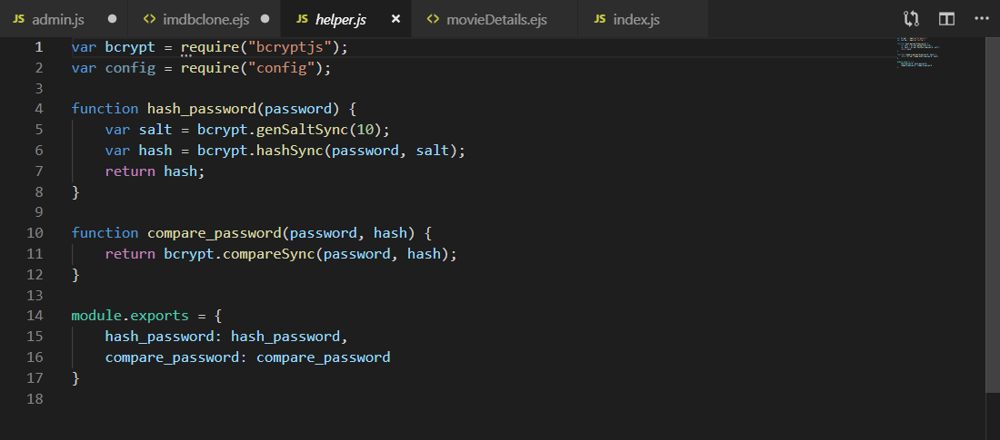 JS admin.js <> imdbclone.ejs JS helper.js × <> movieDetails.ejs JS index.js
1 var bcrypt = require("bcryptjs");
2 var config = require("config");
3
4 function hash_password(password) {
5     var salt = bcrypt.genSaltSync(10);
6     var hash = bcrypt.hashSync(password, salt);
7     return hash;
8 }
9
10 function compare_password(password, hash) {
11     return bcrypt.compareSync(password, hash);
12 }
13
14 module.exports = {
15     hash_password: hash_password,
16     compare_password: compare_password
17 }
18